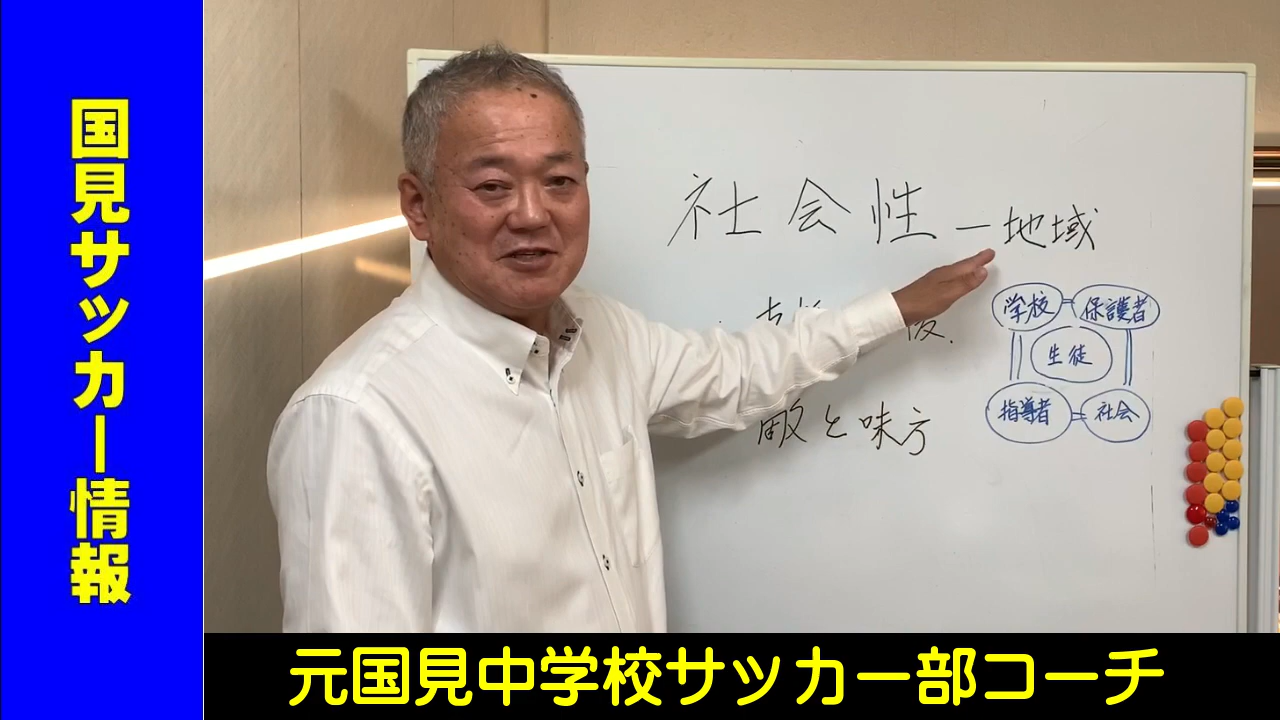 国見サッカー情報
社会性 ー 地域
学校 保護者
生徒
指導者 社会
と味方
元国見中学校サッカー部コーチ